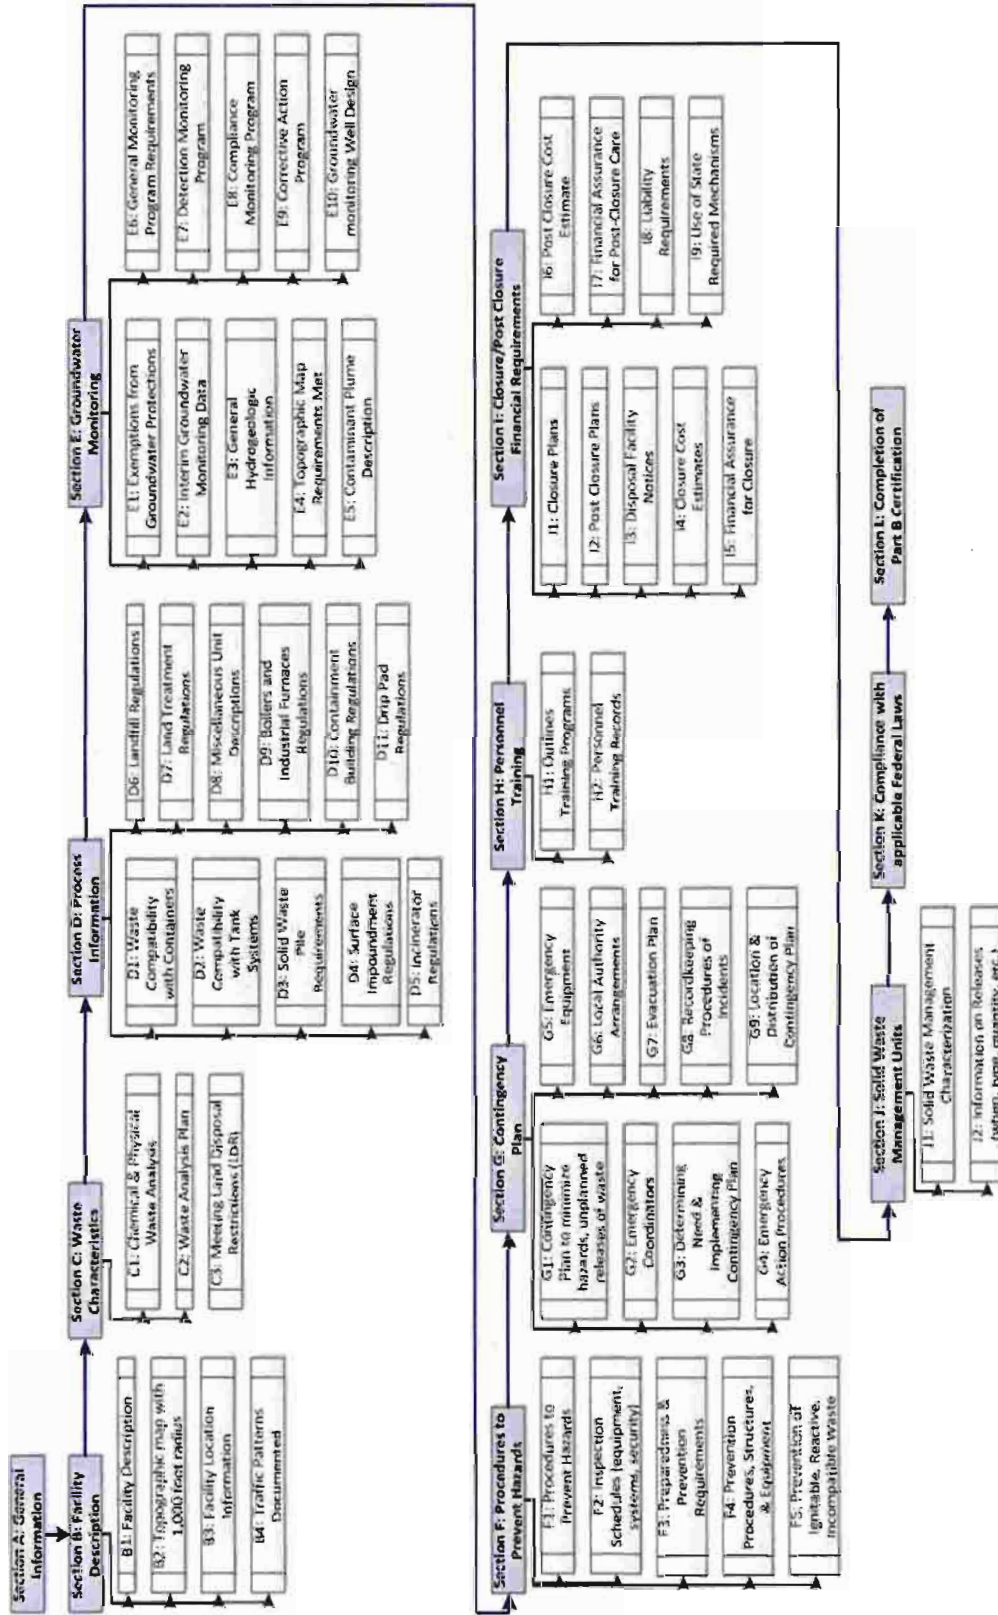 Section A: General
Information
Section B: Facility
Description
B1: Facility Description
B2: Topographic map with
1,000 foot radius
B3: Facility Location
Information
B4: Traffic Patterns
Documented
Section C: Waste
Characteristics
C1: Chemical & Physical
Waste Analysis
C2: Waste Analysis Plan
C3: Meeting Land Disposal
Restrictions (LDR)
Section D: Process
Information
D1: Waste
Compatibility
with Containers
D2: Waste
Compatibility
with Tank
Systems
D3: Solid Waste
Pile
Requirements
D4: Surface
Impoundment
Regulations
D5: Incinerator
Regulations
D6: Landfil Regulations
D7: Land Treatment
Regulations
D8: Miscellaneous Unit
Descriptions
D9: Boilers and
Industrial Furnaces
Regulations
D10: Containment
Building Regulations
D11: Drip Pad
Regulations
Section E: Groundwater
Monitoring
E1: Exemptions from
Groundwater Protections
E2: Interim Groundwater
Monitoring Data
E3: General
Hydrogeologic
Information
E4: Topographic Map
Requirements Met
E5: Contaminant Plume
Description
E6: General Monitoring
Program Requirements
E7: Detection Monitoring
Program
E8: Compliance
Monitoring Program
E9: Corrective Action
Program
E10: Groundwater
monitoring Well Design
Section F: Procedures to
Prevent Hazards
F1: Procedures to
Prevent Hazards
F2: Inspection
Schedules (equipment,
systems, security)
F3: Preparedness &
Prevention
Requirements
F4: Prevention
Procedures, Structures,
& Equipment
F5: Prevention of
Ignitable, Reactive,
Incompatible Waste
Section G: Contingency
Plan
G1: Contingency
Plan to minimize
hazards, unplanned
releases of waste
G2: Emergency
Coordinators
G3: Determining
Need &
Implementing
Contingency Plan
G4: Emergency
Action Procedures
G5: Emergency
Equipment
G6: Local Authority
Arrangements
G7: Evacuation Plan
G8: Recordkeeping
Procedures of
Incidents
G9: Location &
Distribution of
Contingency Plan
Section H: Personnel
Training
H1: Outlines
Training Programs
H2: Personnel
Training Records
Section I: Closure/Post Closure
Financial Requirements
I1: Closure Plans
I2: Post Closure Plans
I3: Disposal Facility
Notices
I4: Closure Cost
Estimates
I5: Financial Assurance
for Closure
I6: Post Closure Cost
Estimate
I7: Financial Assurance
for Post-Closure Care
I8: Liability
Requirements
I9: Use of State
Required Mechanisms
Section J: Solid Waste
Management Units
J1: Solid Waste Management
Characterization
J2: Information on Releases
(when, type, quantity, etc.)
Section K: Compliance with
applicable Federal Laws
Section L: Completion of
Part B Certification